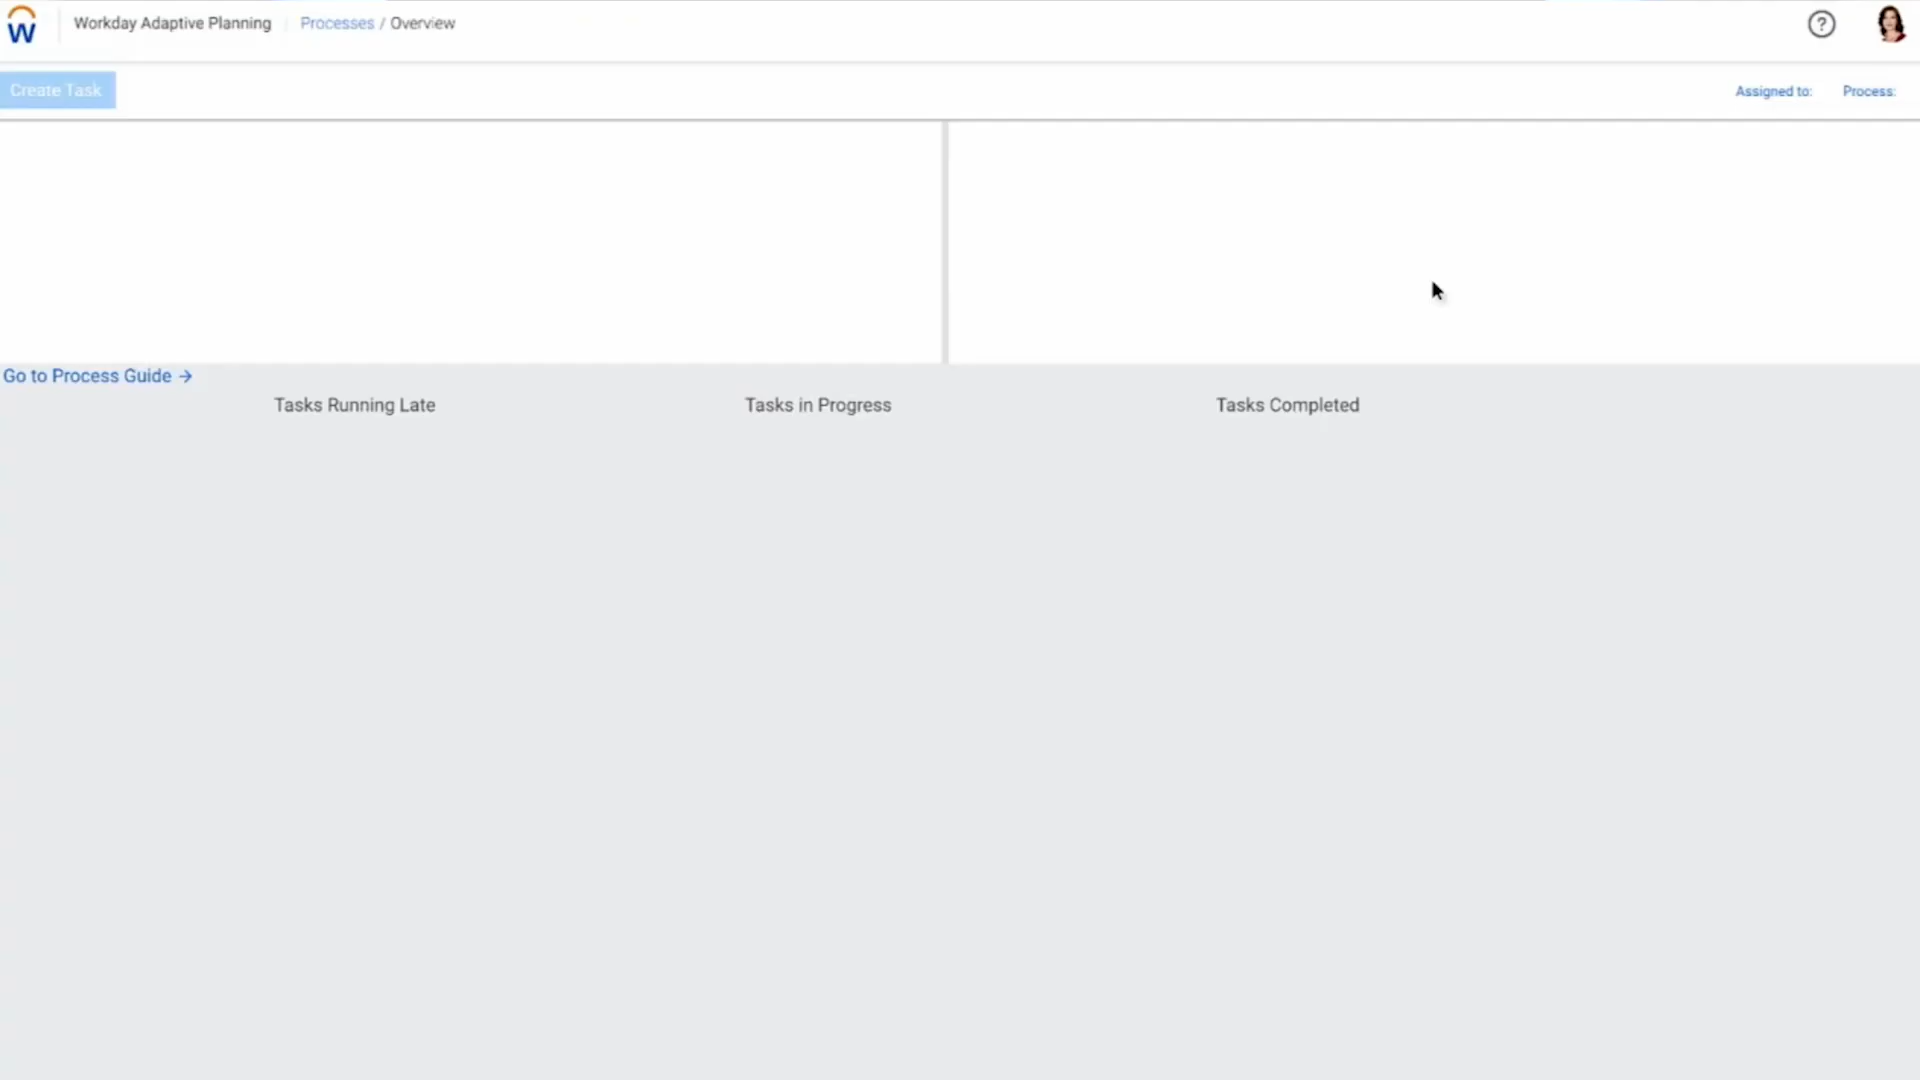 W
Workday Adaptive Planning
Processes / Overview
?
Create Task
Assigned to:
Process:
Go to Process Guide →
Tasks Running Late
Tasks in Progress
Tasks Completed